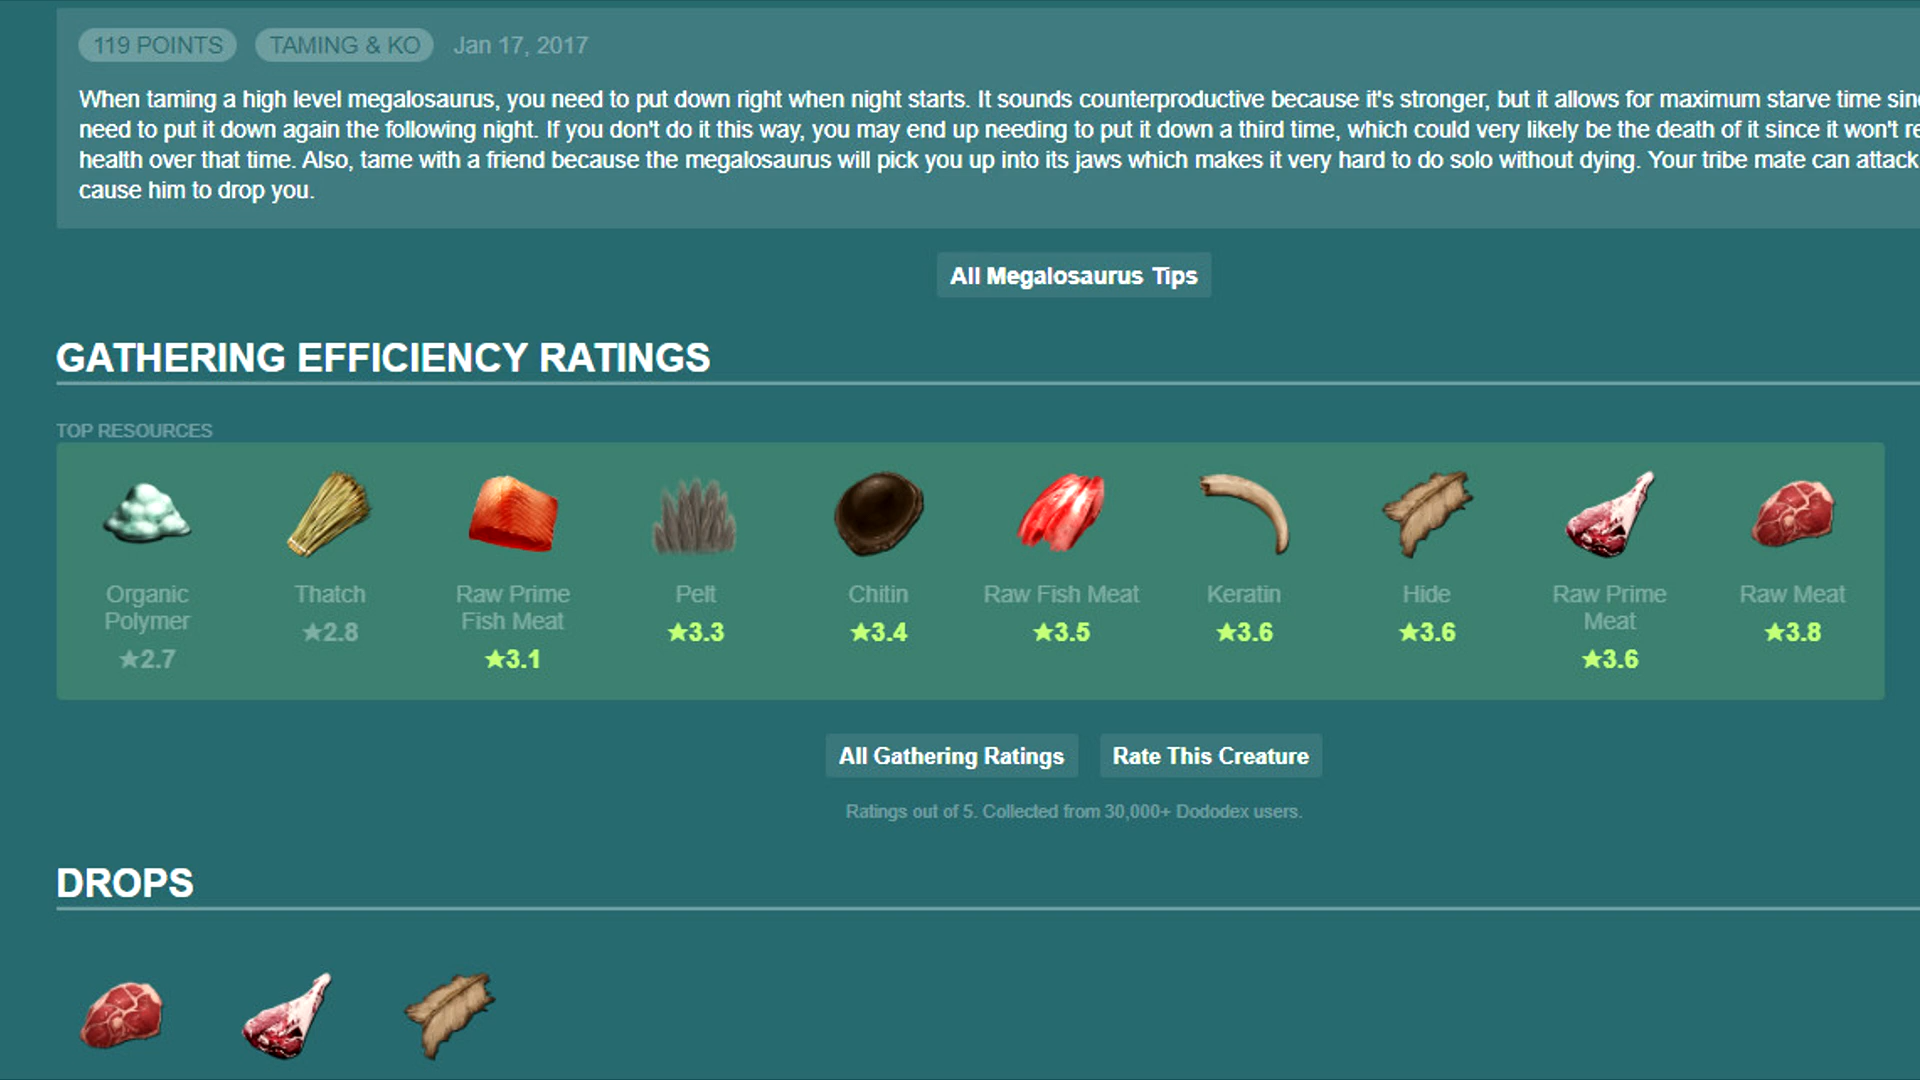 119 POINTS TAMING & KO Jan 17, 2017
When taming a high level megalosaurus, you need to put down right when night starts. It sounds counterproductive because it's stronger, but it allows for maximum starve time
need to put it down again the following night. If you don't do it this way, you may end up needing to put it down a third time, which could very likely be the death of it since it won't
health over that time. Also, tame with a friend because the megalosaurus will pick you up into its jaws which makes it very hard to do solo without dying. Your tribe mate can attack
cause him to drop you.
All Megalosaurus Tips
GATHERING EFFICIENCY RATINGS
TOP RESOURCES
Organic Polymer ★2.7
Thatch ★2.8
Raw Prime Fish Meat ★3.1
Pelt ★3.3
Chitin ★3.4
Raw Fish Meat ★3.5
Keratin ★3.6
Hide ★3.6
Raw Prime Meat ★3.6
Raw Meat ★3.8
All Gathering Ratings Rate This Creature
Ratings out of 5. Collected from 30,000+ Dododex users.
DROPS